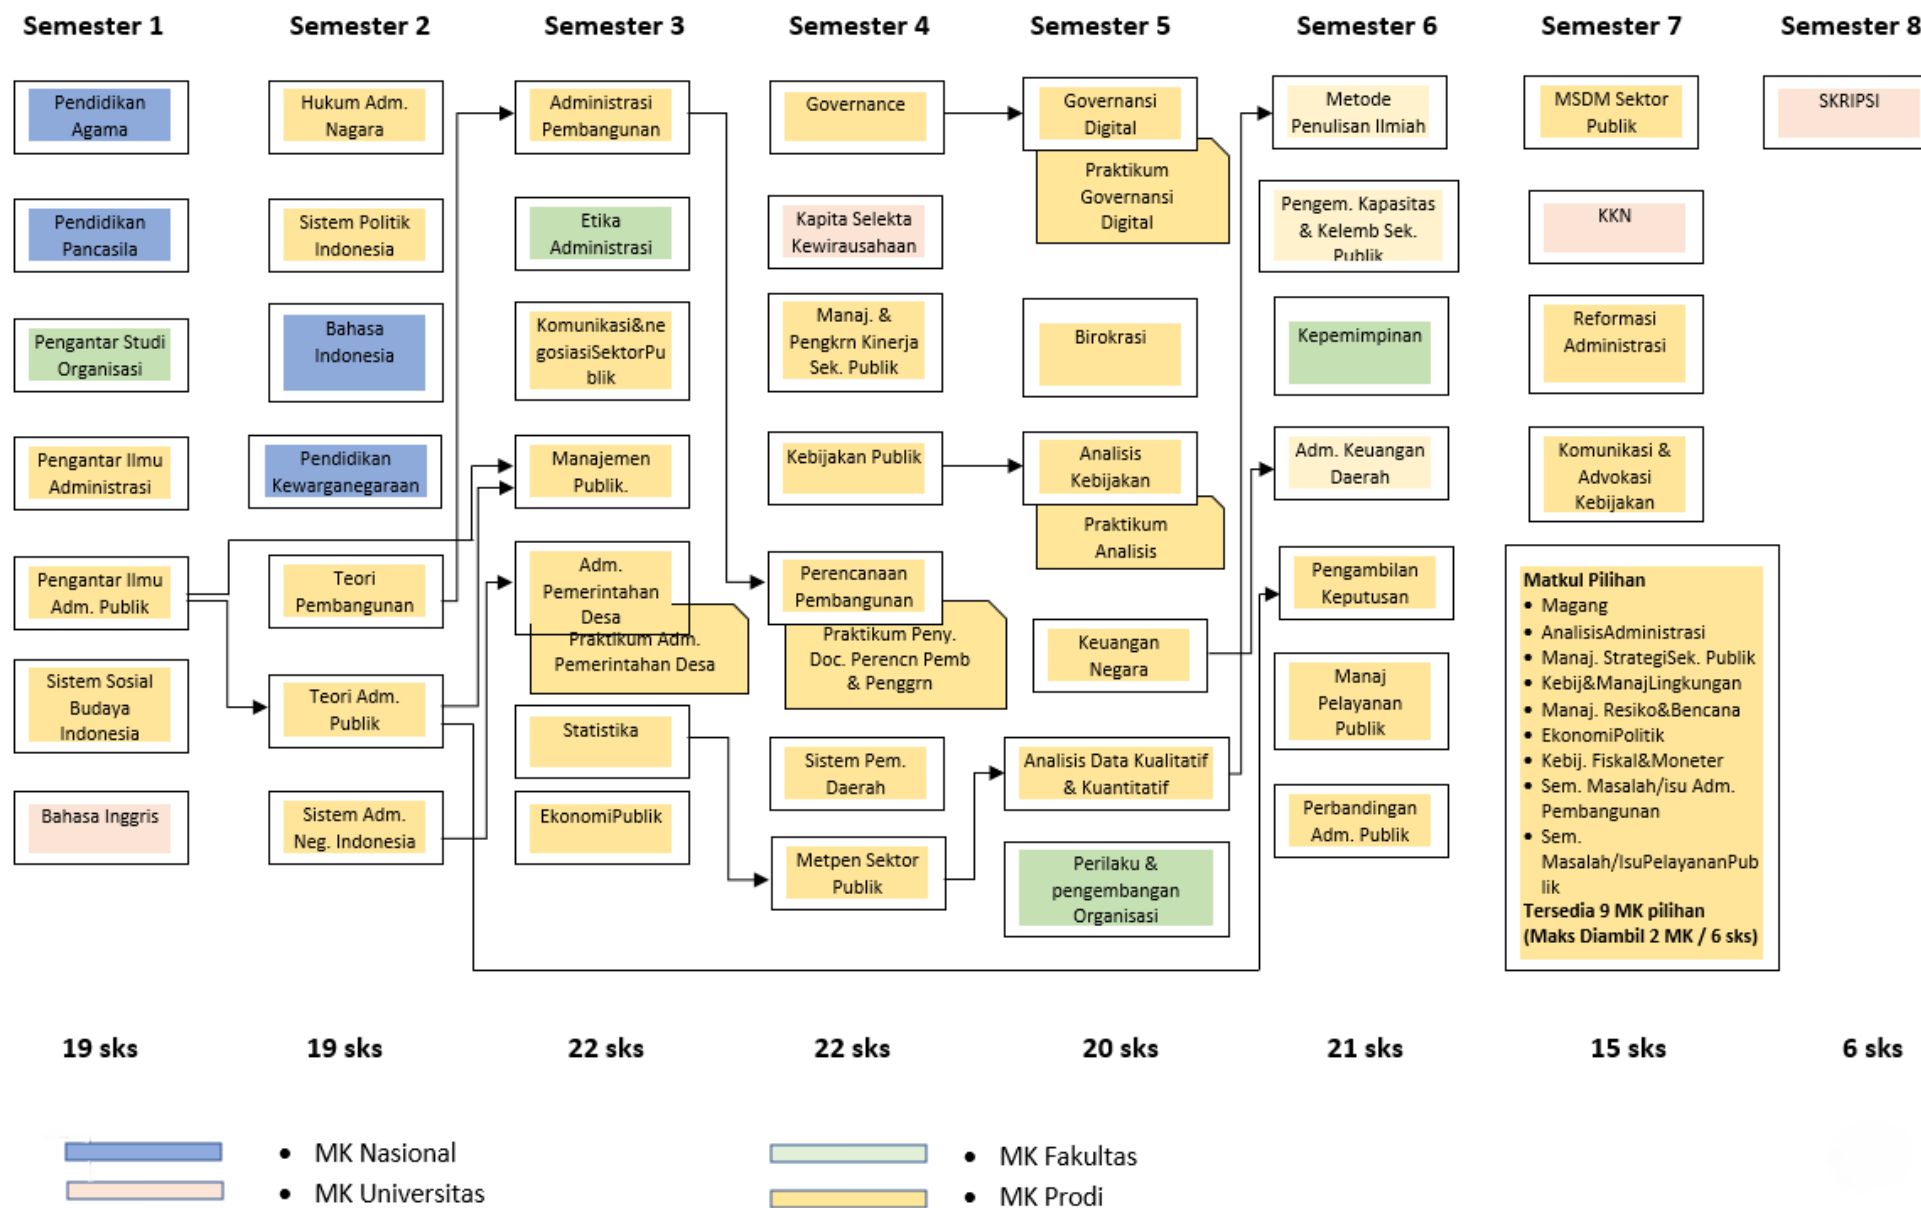 Semester 1
Semester 2
Semester 3
Semester 4
Semester 5
Semester 6
Semester 7
Semester 8
Pendidikan
Agama
Pendidikan
Pancasila
Pengantar Studi
Organisasi
Pengantar Ilmu
Administrasi
Pengantar Ilmu
Adm. Publik
Sistem Sosial
Budaya
Indonesia
Bahasa Inggris
Hukum Adm.
Nagara
Sistem Politik
Indonesia
Bahasa
Indonesia
Pendidikan
Kewarganegaraan
Teori
Pembangunan
Teori Adm.
Publik
Sistem Adm.
Neg. Indonesia
Administrasi
Pembangunan
Etika
Administrasi
Komunikasi&ne
gosiasiSektorPu
blik
Manajemen
Publik.
Adm.
Pemerintahan
Desa
Praktikum Adm.
Pemerintahan Desa
Statistika
EkonomiPublik
Governance
Kapita Selekta
Kewirausahaan
Manaj. &
Pengkrn Kinerja
Sek. Publik
Kebijakan Publik
Perencanaan
Pembangunan
Praktikum Peny.
Doc. Perencn Pemb
& Penggrn
Sistem Pem.
Daerah
Metpen Sektor
Publik
Governansi
Digital
Praktikum
Governansi
Digital
Birokrasi
Analisis
Kebijakan
Praktikum
Analisis
Keuangan
Negara
Analisis Data Kualitatif
& Kuantitatif
Perilaku &
pengembangan
Organisasi
Metode
Penulisan Ilmiah
Pengem. Kapasitas
& Kelemb Sek.
Publik
Kepemimpinan
Adm. Keuangan
Daerah
Pengambilan
Keputusan
Manaj
Pelayanan
Publik
Perbandingan
Adm. Publik
MSDM Sektor
Publik
KKN
Reformasi
Administrasi
Komunikasi &
Advokasi
Kebijakan
Matkul Pilihan
• Magang
• AnalisisAdministrasi
• Manaj. StrategiSek. Publik
• Kebij&ManajLingkungan
• Manaj. Resiko&Bencana
• EkonomiPolitik
• Kebij. Fiskal&Moneter
• Sem. Masalah/isu Adm.
Pembangunan
• Sem.
Masalah/IsuPelayananPub
lik
Tersedia 9 MK pilihan
(Maks Diambil 2 MK / 6 sks)
SKRIPSI
19 sks
19 sks
22 sks
22 sks
20 sks
21 sks
15 sks
6 sks
• MK Nasional
• MK Universitas
• MK Fakultas
• MK Prodi